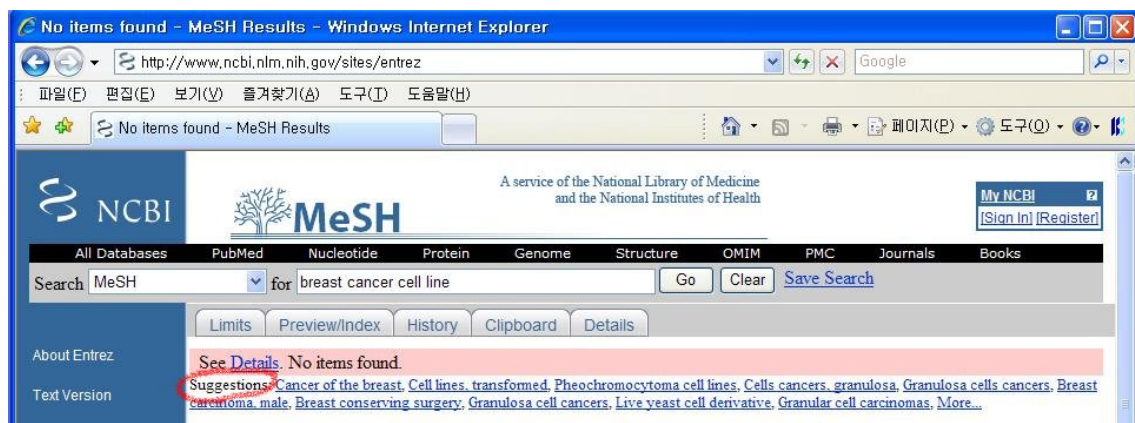 No items found - MeSH Results - Windows Internet Explorer
http://www.ncbi.nlm.nih.gov/sites/entrez Google
파일(F) 편집(E) 보기(V) 즐겨찾기(A) 도구(T) 도움말(H)
No items found - MeSH Results 페이지(P) 도구(O)
NCBI
MeSH
A service of the National Library of Medicine
and the National Institutes of Health
My NCBI ?
[Sign In] [Register]
All Databases PubMed Nucleotide Protein Genome Structure OMIM PMC Journals Books
Search MeSH for breast cancer cell line Go Clear Save Search
Limits Preview/Index History Clipboard Details
About Entrez
Text Version
See Details. No items found.
Suggestions: Cancer of the breast, Cell lines, transformed, Pheochromocytoma cell lines, Cells cancers, granulosa, Granulosa cells cancers, Breast
carcinoma, male, Breast conserving surgery, Granulosa cell cancers, Live yeast cell derivative, Granular cell carcinomas, More...